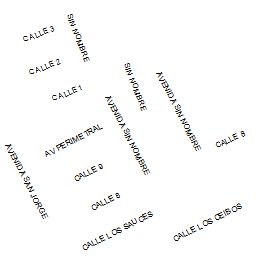 CALLE 3
SIN NOMBRE
CALLE 2
CALLE 1
SIN NOMBRE
AVENIDA SIN NOMBRE
AVENIDA SIN NOMBRE
AV PERIMETRAL
CALLE 8
AVENIDA SAN JORGE
CALLE 9
CALLE 8
CALLE LOS SAUCES
CALLE LOS CEIBOS